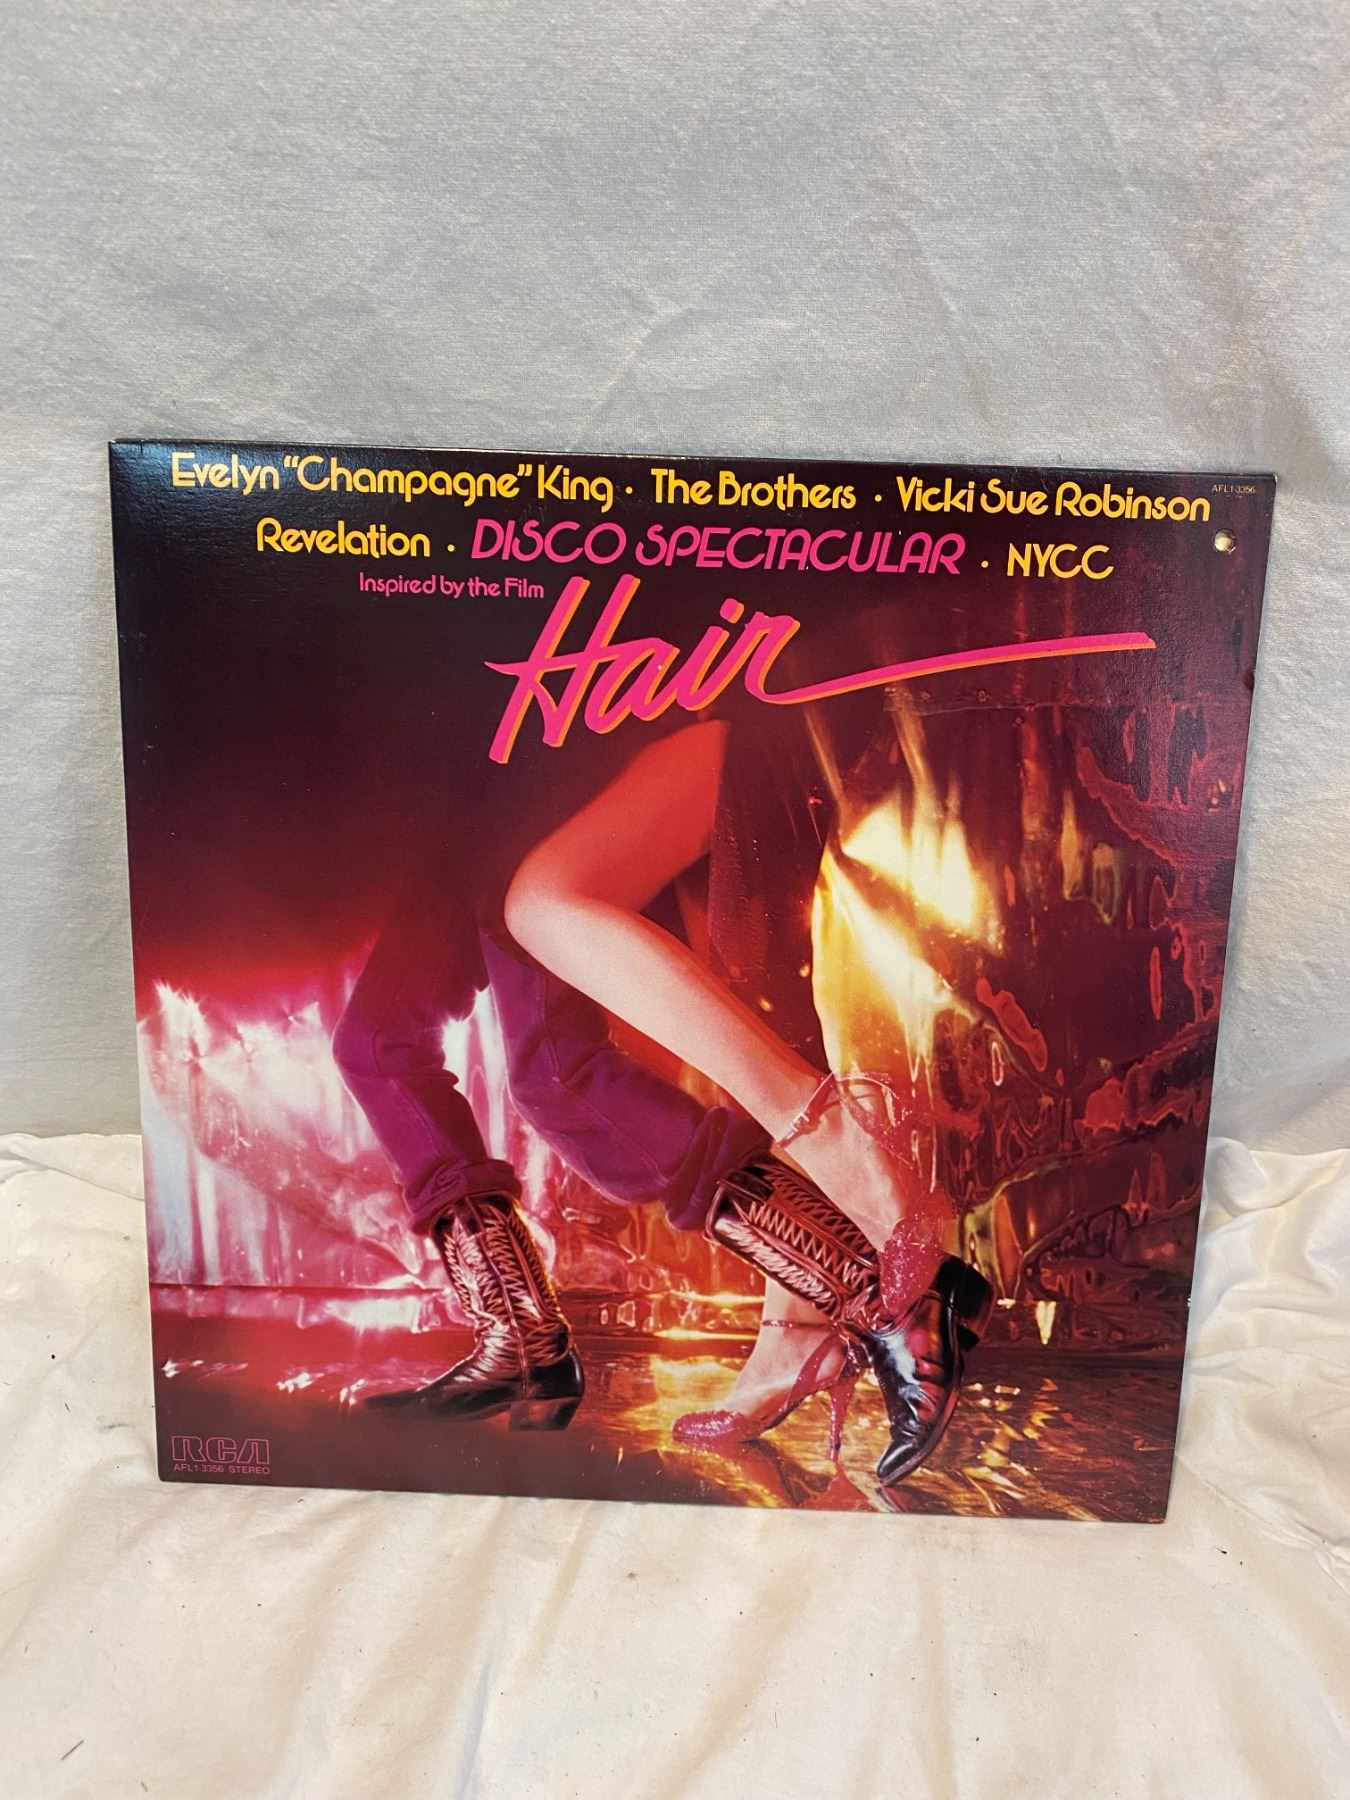 Evelyn "Champagne" King · The Brothers · Vicki Sue Robinson
AFL1-3356
Revelation · DISCO SPECTACULAR · NYCC
Inspired by the Film
Hair
RCA
AFL1-3356 STEREO